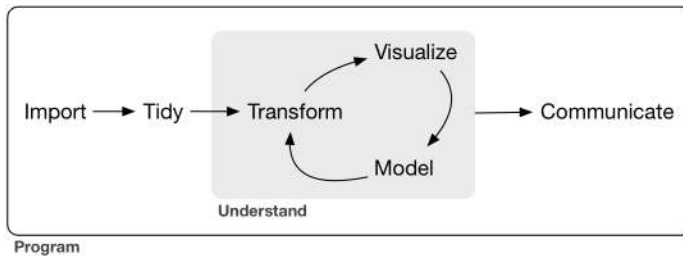 Visualize
Import Tidy Transform Communicate
Model
Understand
Program